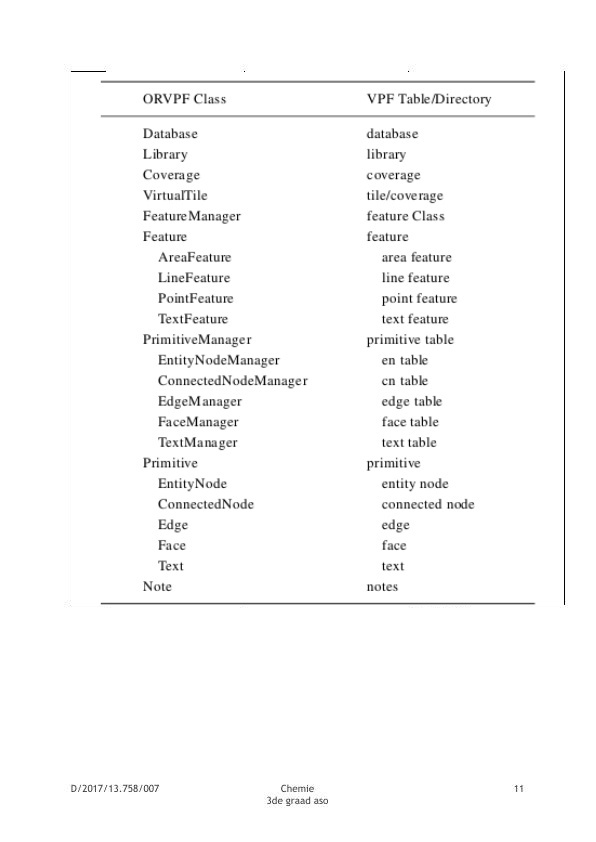 ORVPF Class VPF Table/Directory
Database database
Library library
Coverage coverage
VirtualTile tile/coverage
FeatureManager feature Class
Feature feature
AreaFeature area feature
LineFeature line feature
PointFeature point feature
TextFeature text feature
PrimitiveManager primitive table
EntityNodeManager en table
ConnectedNodeManager cn table
EdgeManager edge table
FaceManager face table
TextManager text table
Primitive primitive
EntityNode entity node
ConnectedNode connected node
Edge edge
Face face
Text text
Note notes
D/2017/13.758/007 Chemie 11
3de graad aso